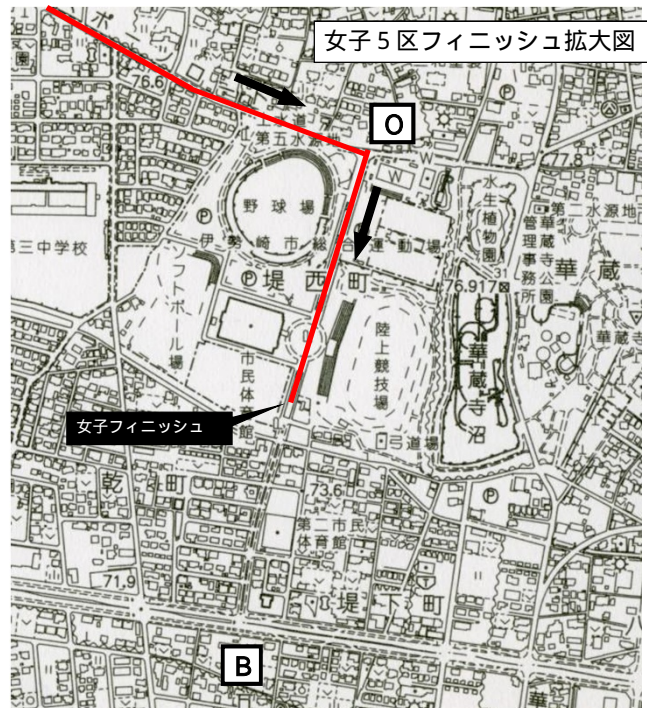 女子5区フィニッシュ拡大図
O
76.6
水道
第五水源地
W
W
77.8
野球場
水生植物園
第二水源地
華蔵寺公園
管理事務所
伊勢崎市総合運動場
第三中学校
ソフトボール場
堤西町
31
76.917
華蔵
華蔵寺
陸上競技場
華蔵寺沼
市民体育館
女子フィニッシュ
弓道場
乾町
73.6
第二市民
体育館
71.9
堤下町
B
華